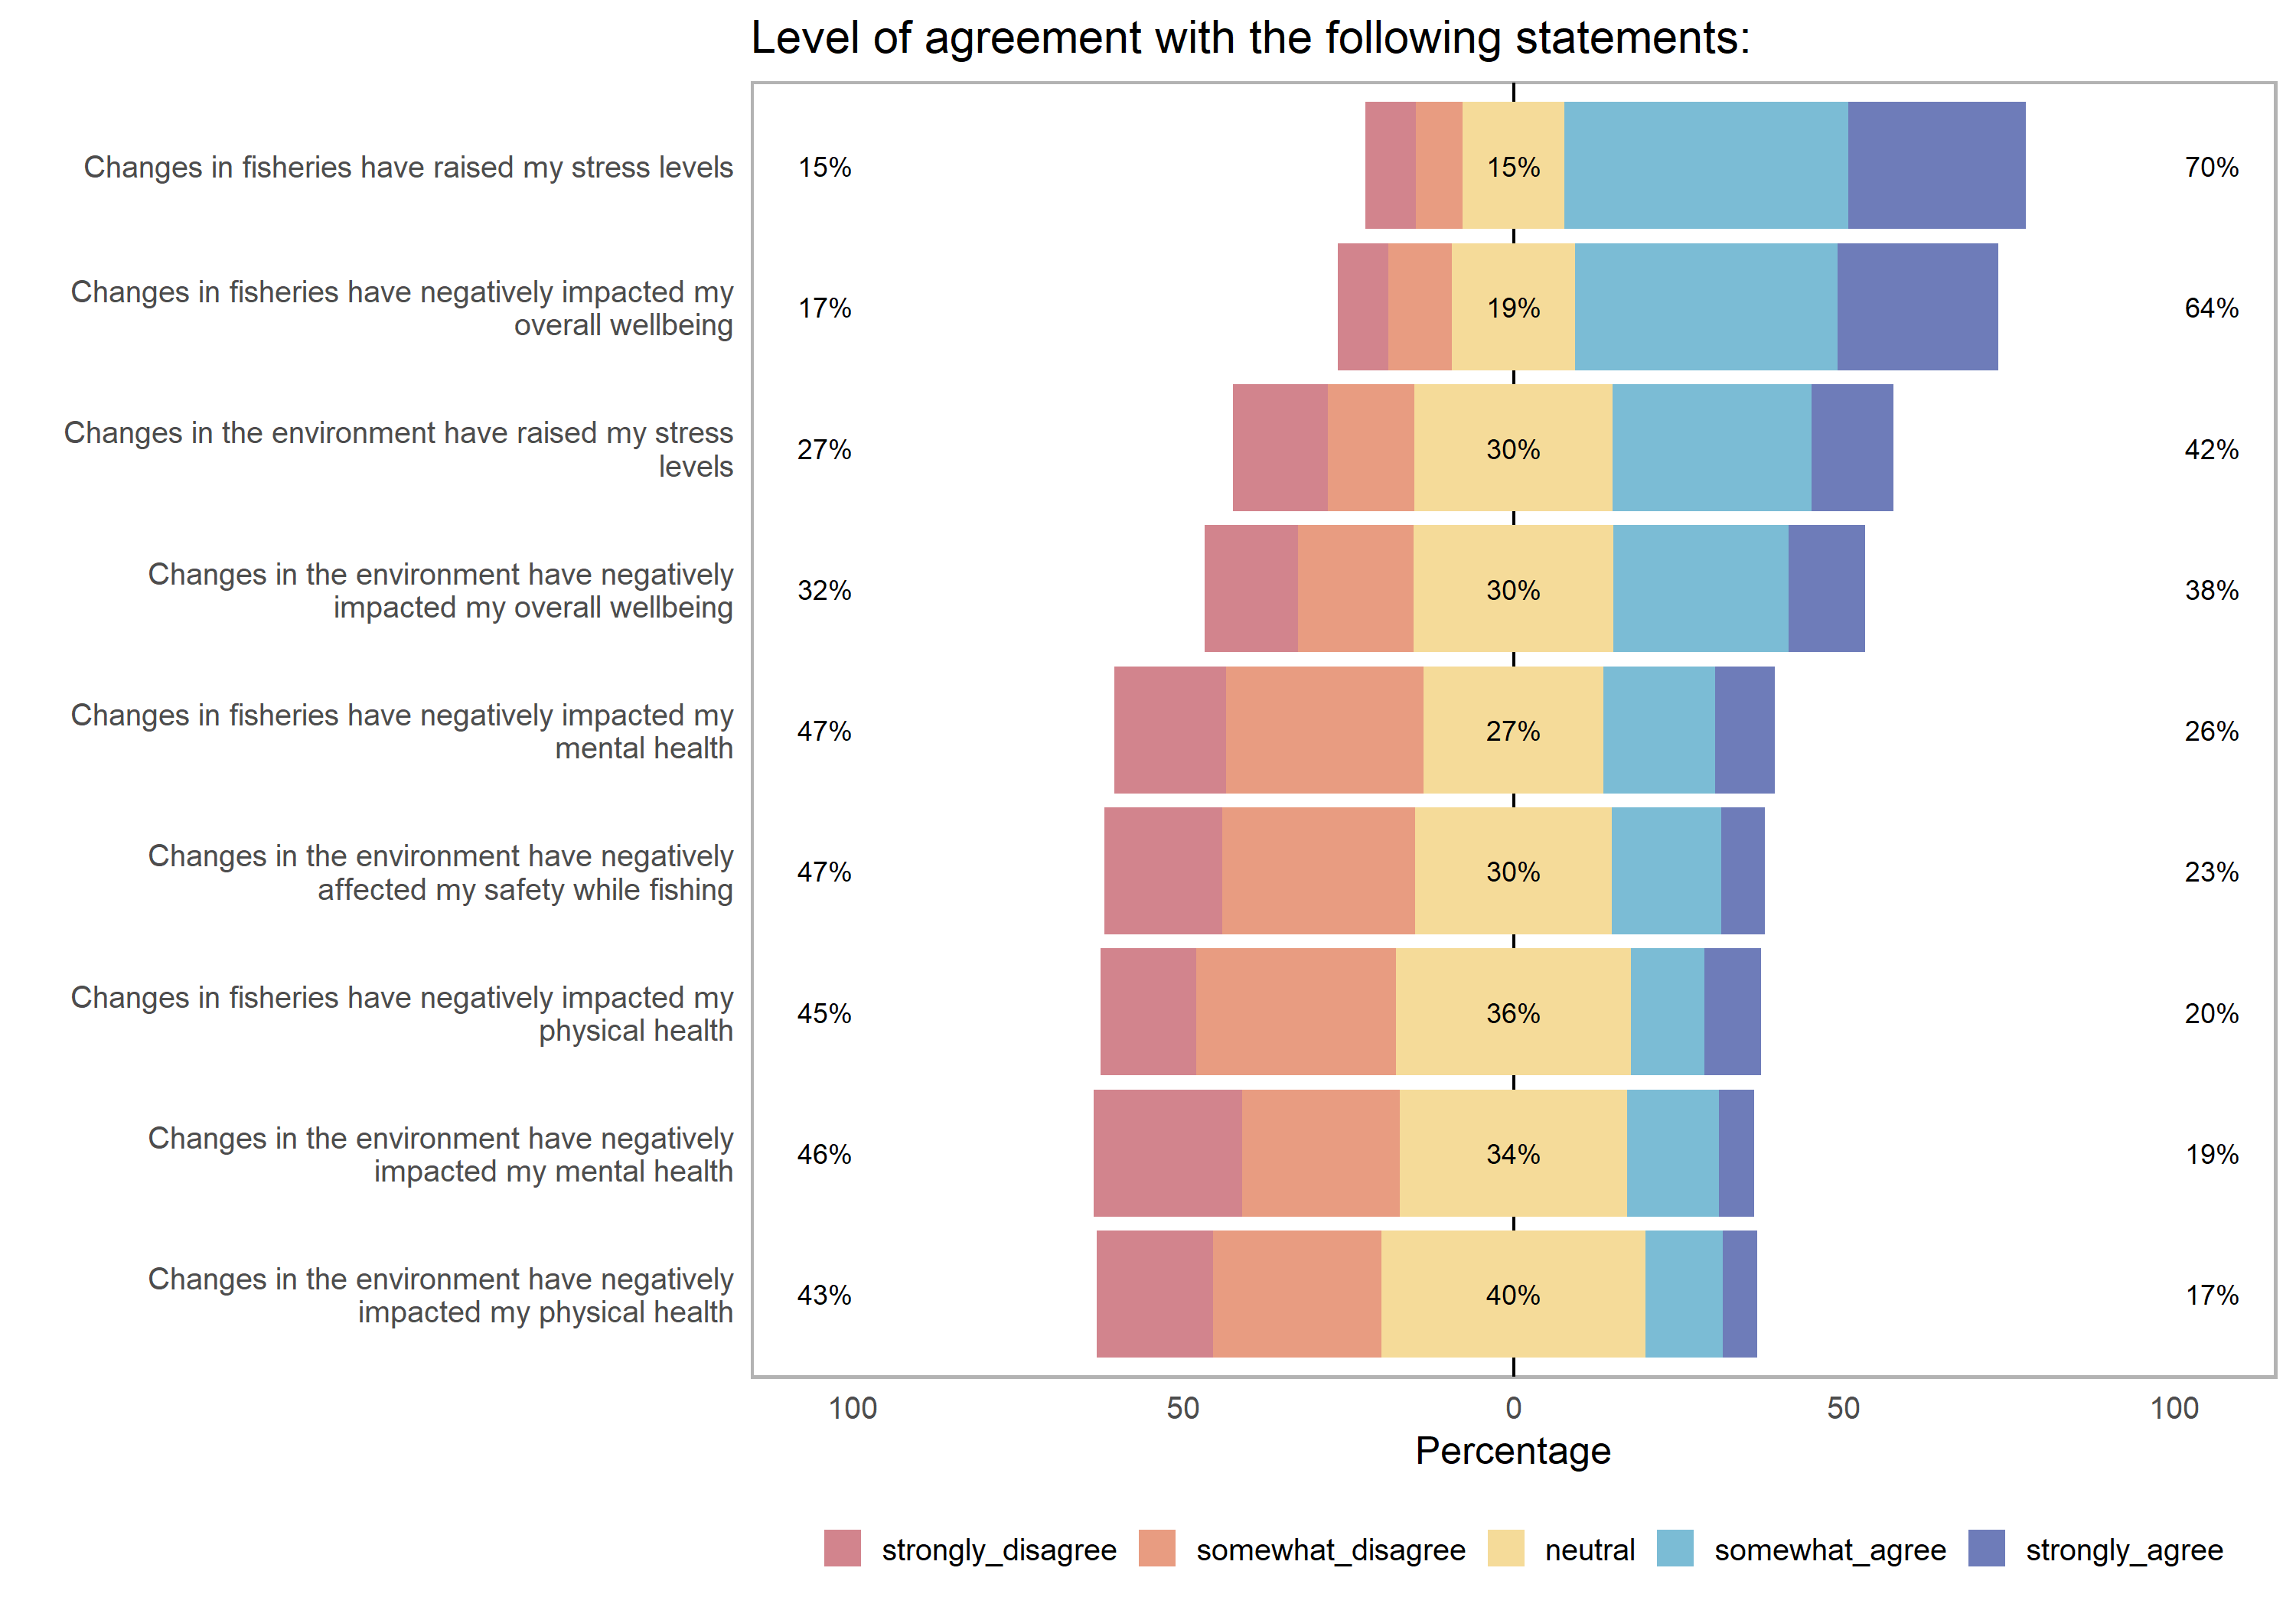 Level of agreement with the following statements:
Changes in fisheries have raised my stress levels
15%
15%
70%
Changes in fisheries have negatively impacted my
overall wellbeing
17%
19%
64%
Changes in the environment have raised my stress
levels
27%
30%
42%
Changes in the environment have negatively
impacted my overall wellbeing
32%
30%
38%
Changes in fisheries have negatively impacted my
mental health
47%
27%
26%
Changes in the environment have negatively
affected my safety while fishing
47%
30%
23%
Changes in fisheries have negatively impacted my
physical health
45%
36%
20%
Changes in the environment have negatively
impacted my mental health
46%
34%
19%
Changes in the environment have negatively
impacted my physical health
43%
40%
17%
100 50 0 50 100
Percentage
strongly_disagree somewhat_disagree neutral somewhat_agree strongly_agree